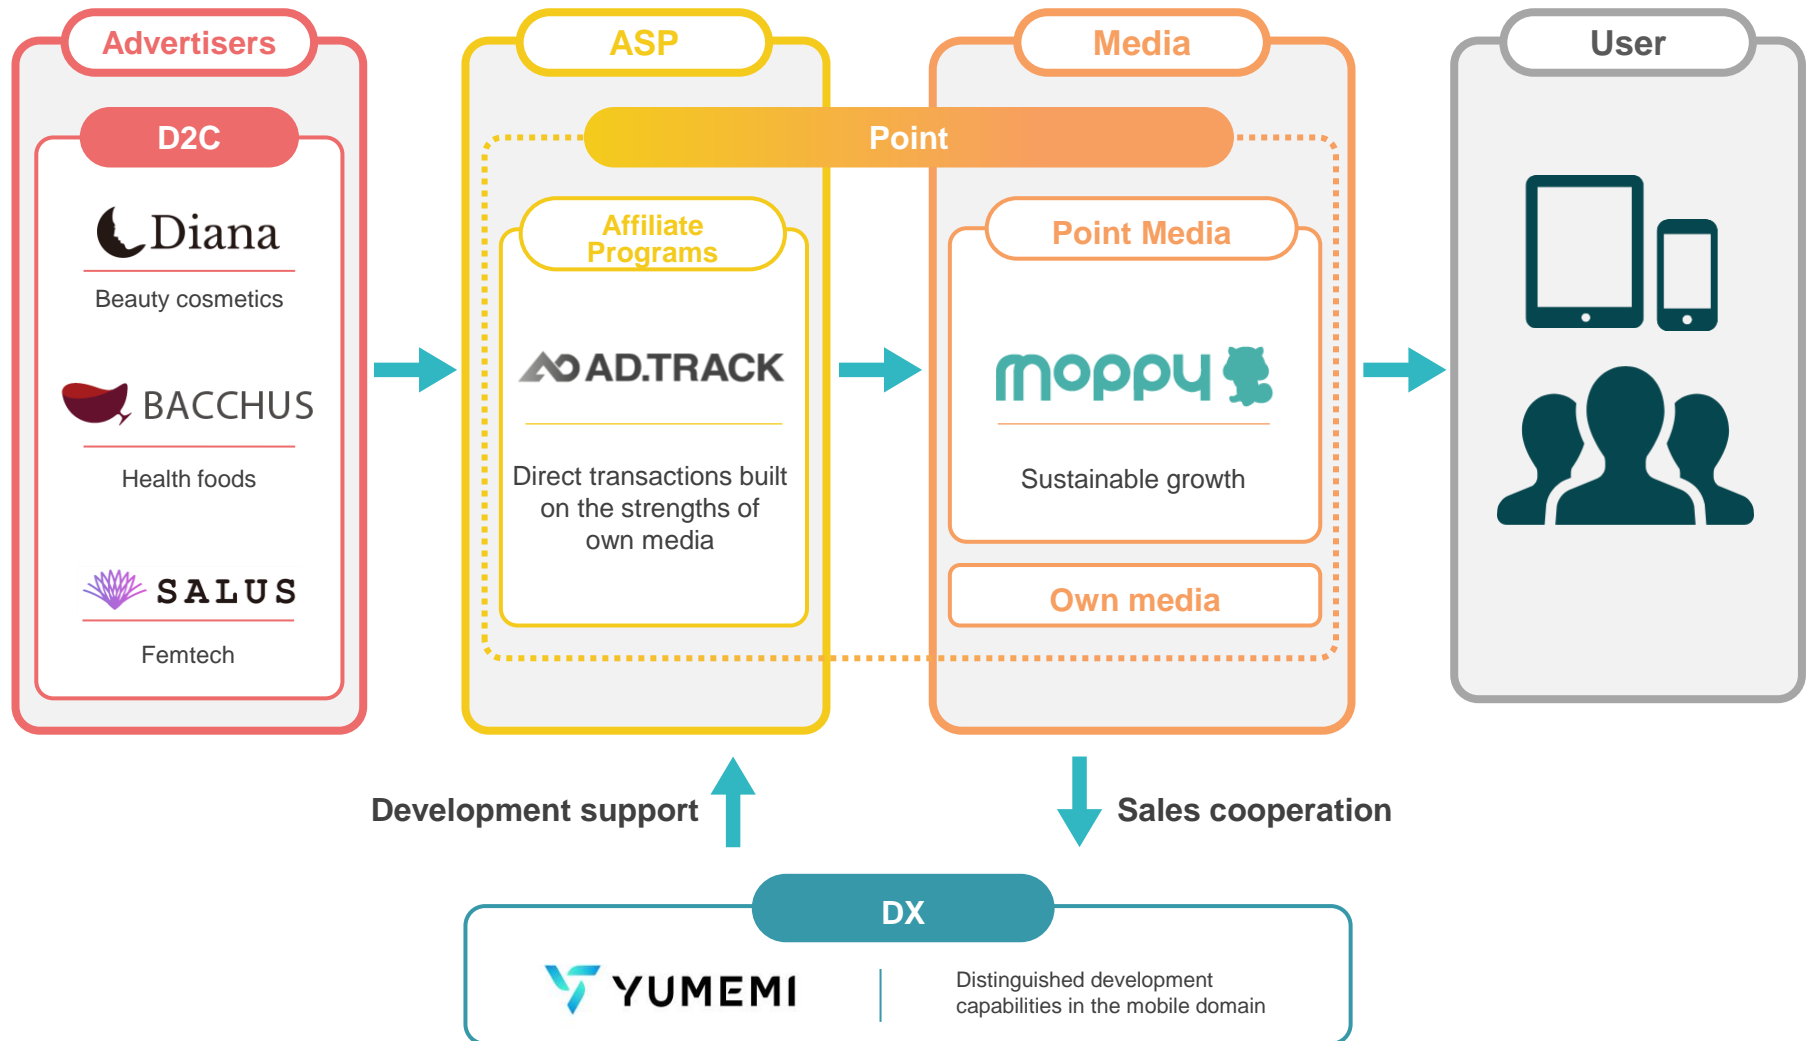 Advertisers
D2C
Diana
Beauty cosmetics
BACCHUS
Health foods
SALUS
Femtech
ASP
Media
Point
Affiliate
Programs
AD.TRACK
Direct transactions built
on the strengths of
own media
Point Media
moppy
Sustainable growth
Own media
User
Development support
Sales cooperation
DX
YUMEMI
Distinguished development
capabilities in the mobile domain